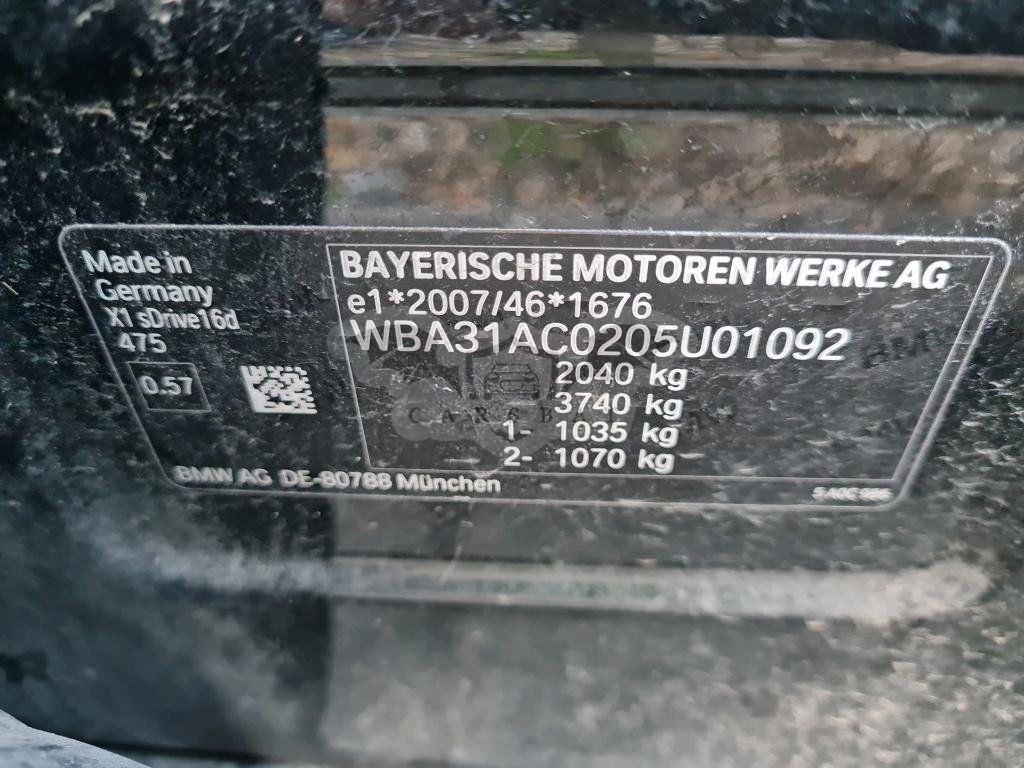 Made in
Germany
X1 sDrive16d
475
0.57
BAYERISCHE MOTOREN WERKE AG
e1*2007/46*1676
WBA31AC0205U01092
2040 kg
3740 kg
1- 1035 kg
2- 1070 kg
BMW AG DE-80788 München